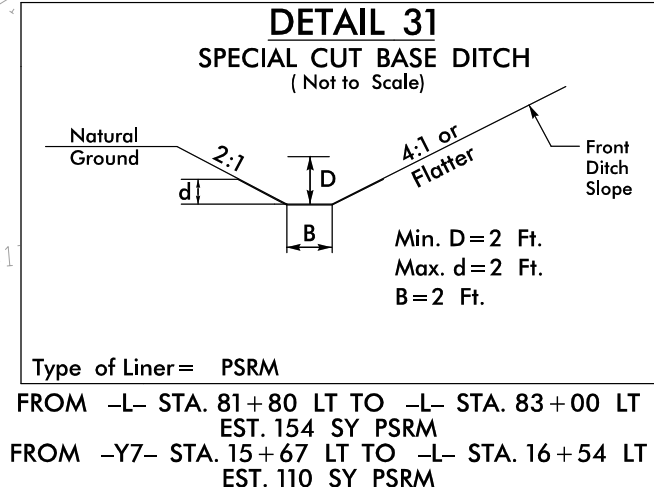 DETAIL 31
SPECIAL CUT BASE DITCH
( Not to Scale)
Natural
Ground
2:1
D
4:1 or
Flatter
Front
Ditch
Slope
d
B
Min. D=2 Ft.
Max. d=2 Ft.
B=2 Ft.
Type of Liner= PSRM
FROM -L- STA. 81+80 LT TO -L- STA. 83+00 LT
EST. 154 SY PSRM
FROM -Y7- STA. 15+67 LT TO -L- STA. 16+54 LT
EST. 110 SY PSRM